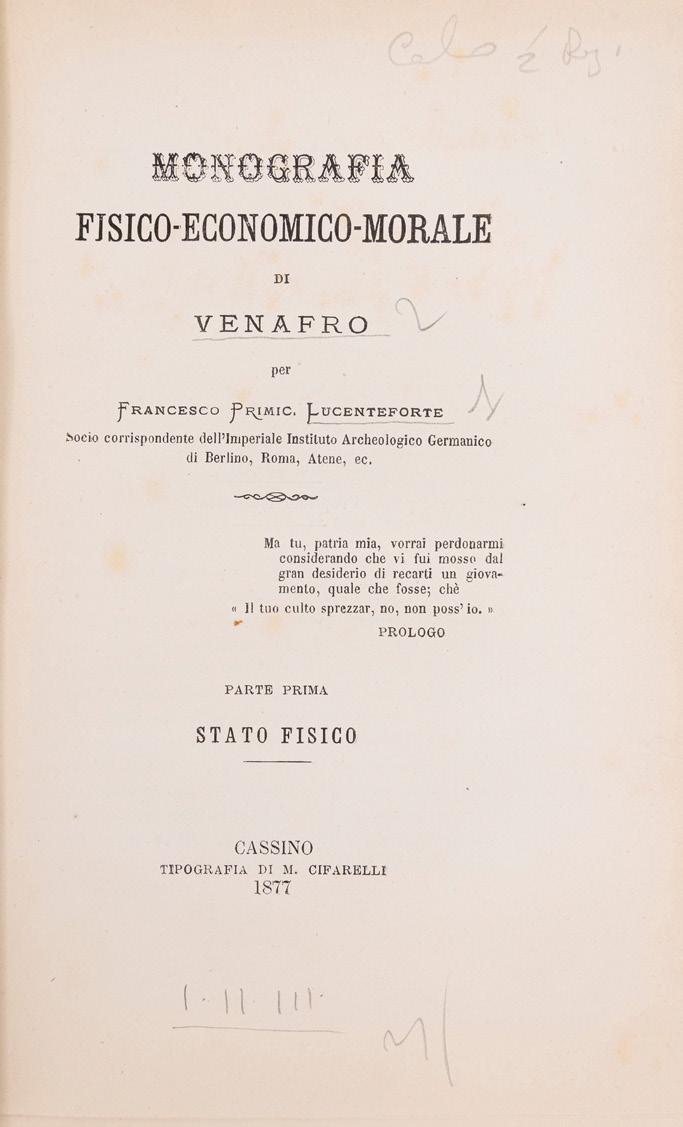 MONOGRAFIA
FISICO-ECONOMICO-MORALE
DI
VENAFRO
per
FRANCESCO PRIMIC. LUCENTEFORTE
Socio corrispondente dell'Imperiale Instituto Archeologico Germanico
di Berlino, Roma, Atene, ec.
Ma tu, patria mia, vorrai perdonarmi
considerando che vi fui mosso dal
gran desiderio di recarti un giova-
mento, quale che fosse; chè
« Il tuo culto sprezzar, no, non poss' io. »
PROLOGO
PARTE PRIMA
STATO FISICO
CASSINO
TIPOGRAFIA DI M. CIFARELLI
1877
I. II III.